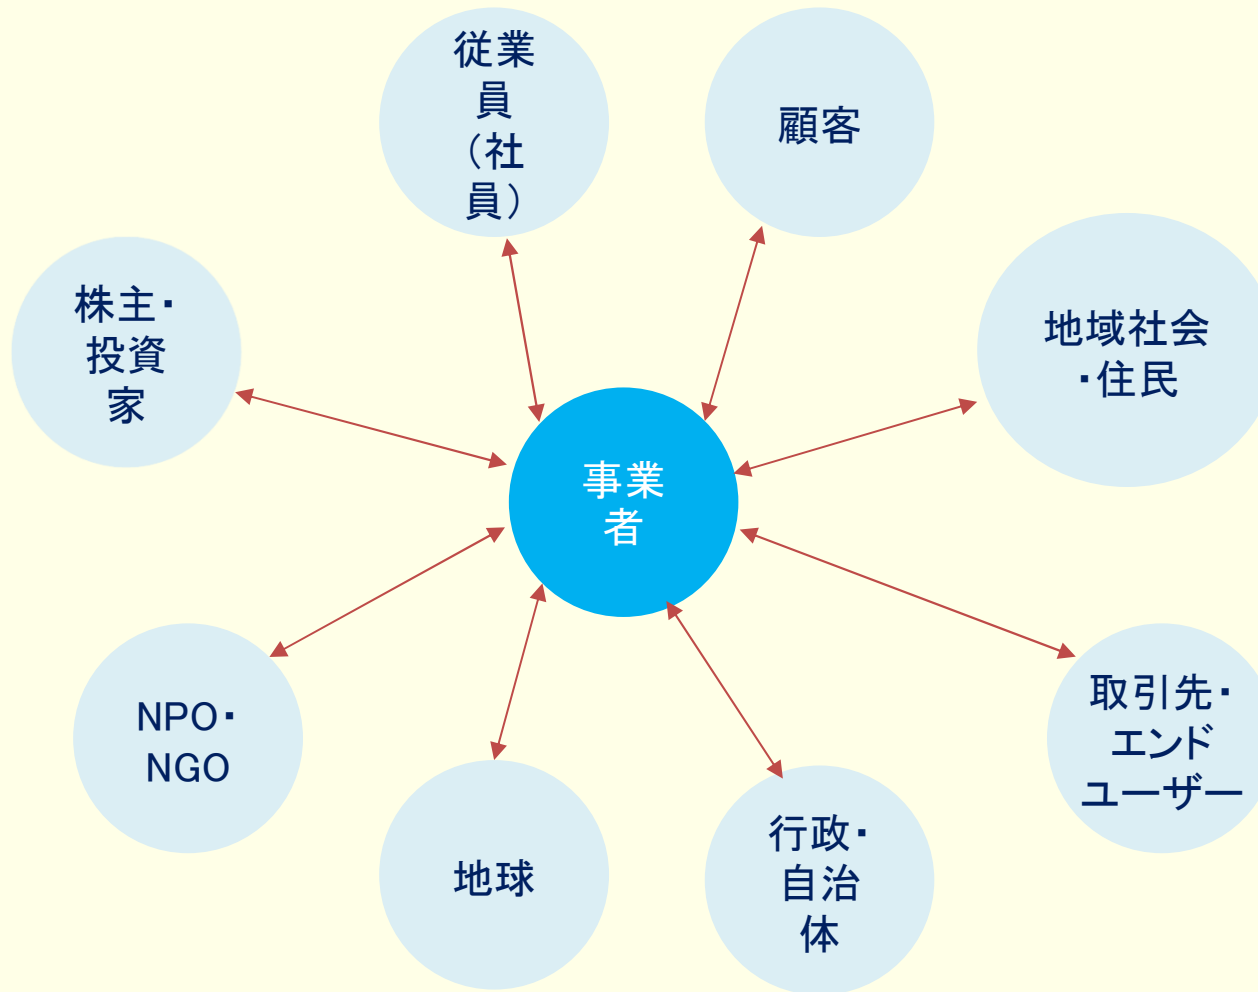 従業
員
（社
員）
顧客
株主・
投資
家
地域社会
・住民
事業
者
NPO・
NGO
地球
行政・
自治
体
取引先・
エンド
ユーザー